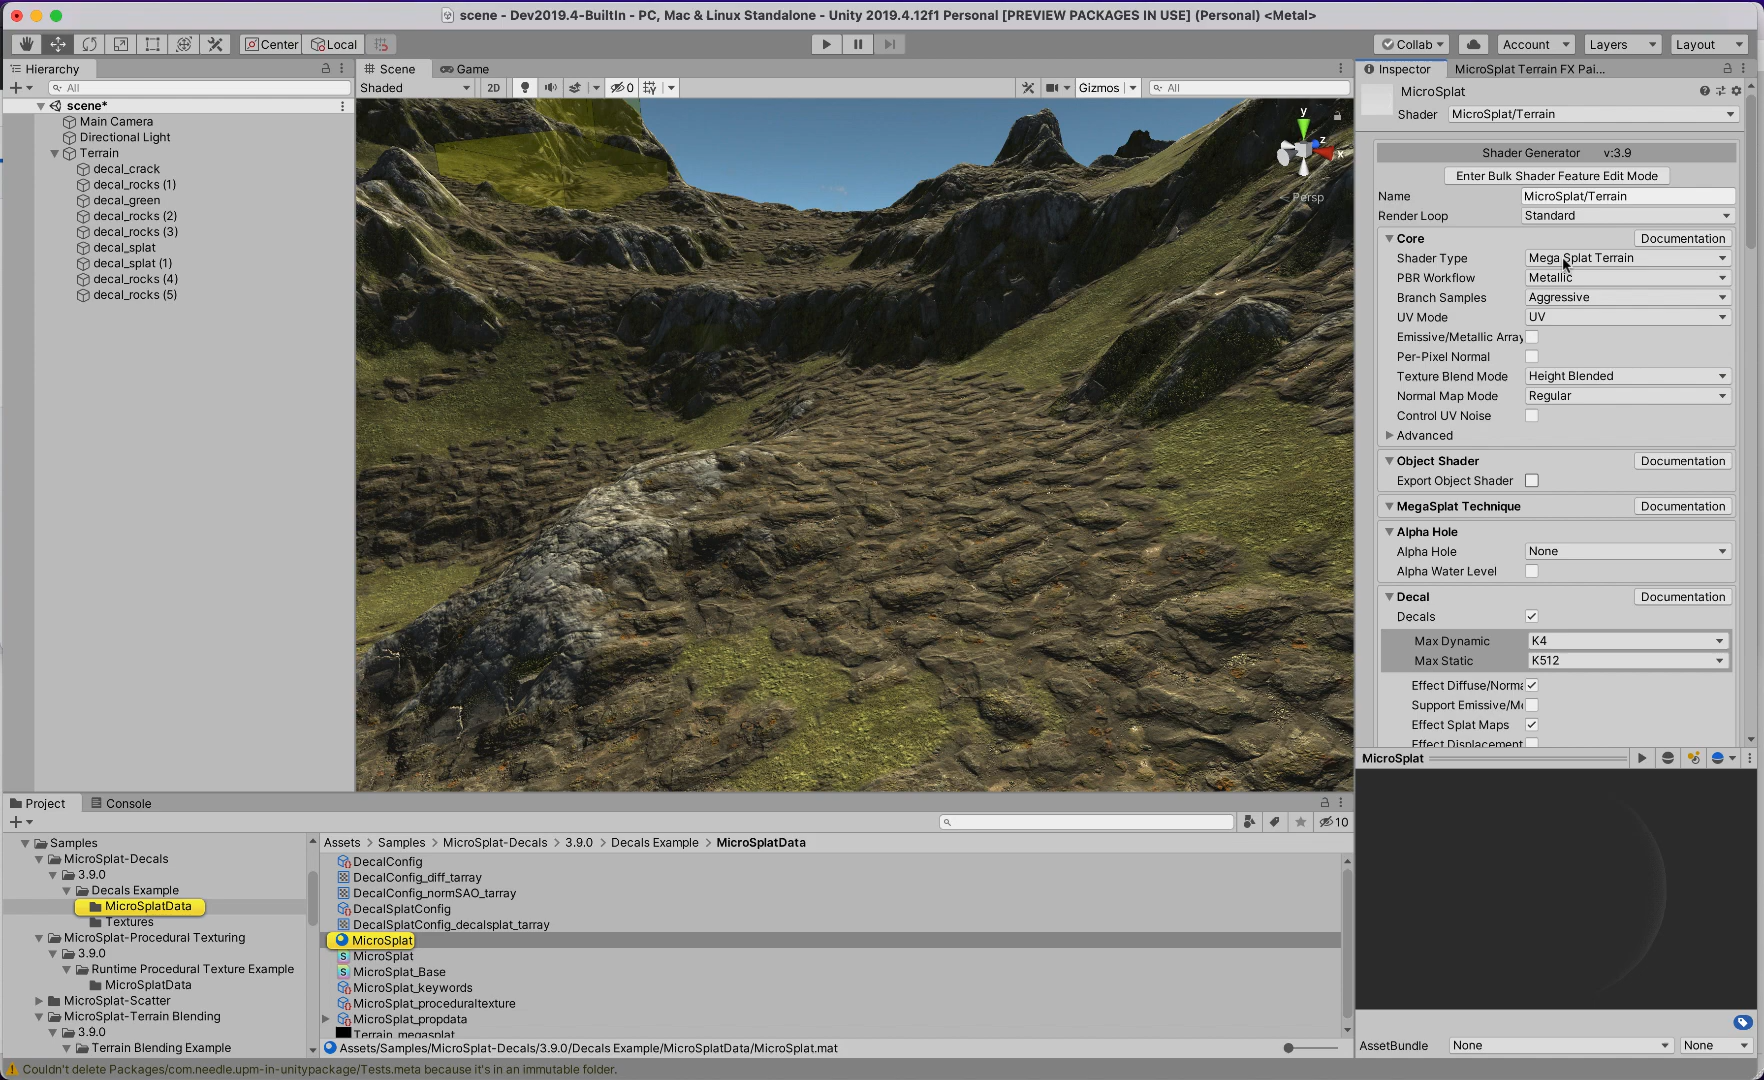 scene - Dev2019.4-BuiltIn - PC, Mac & Linux Standalone - Unity 2019.4.12f1 Personal [PREVIEW PACKAGES IN USE] (Personal) <Metal>
Center Local Collab Account Layers Layout
Hierarchy
All
scene*
Main Camera
Directional Light
Terrain
decal_crack
decal_rocks (1)
decal_green
decal_rocks (2)
decal_rocks (3)
decal_splat
decal_splat (1)
decal_rocks (4)
decal_rocks (5)
Scene Game
Shaded 2D 0 Gizmos All
y
z
x
Persp
Inspector MicroSplat Terrain FX Pai...
MicroSplat
Shader MicroSplat/Terrain
Shader Generator v:3.9
Enter Bulk Shader Feature Edit Mode
Name MicroSplat/Terrain
Render Loop Standard
Core Documentation
Shader Type Mega Splat Terrain
PBR Workflow Metallic
Branch Samples Aggressive
UV Mode UV
Emissive/Metallic Array
Per-Pixel Normal
Texture Blend Mode Height Blended
Normal Map Mode Regular
Control UV Noise
Advanced
Object Shader Documentation
Export Object Shader
MegaSplat Technique Documentation
Alpha Hole
Alpha Hole None
Alpha Water Level
Decal Documentation
Decals
Max Dynamic K4
Max Static K512
Effect Diffuse/Norma
Support Emissive/Me
Effect Splat Maps
Effect Displacement
MicroSplat
AssetBundle None None
Project Console
10
Samples
MicroSplat-Decals
3.9.0
Decals Example
MicroSplatData
Textures
MicroSplat-Procedural Texturing
3.9.0
Runtime Procedural Texture Example
MicroSplatData
MicroSplat-Scatter
MicroSplat-Terrain Blending
3.9.0
Terrain Blending Example
Assets > Samples > MicroSplat-Decals > 3.9.0 > Decals Example > MicroSplatData
DecalConfig
DecalConfig_diff_tarray
DecalConfig_normSAO_tarray
DecalSplatConfig
DecalSplatConfig_decalsplat_tarray
MicroSplat
MicroSplat
MicroSplat_Base
MicroSplat_keywords
MicroSplat_proceduraltexture
MicroSplat_propdata
Terrain_megasplat
Assets/Samples/MicroSplat-Decals/3.9.0/Decals Example/MicroSplatData/MicroSplat.mat
Couldn't delete Packages/com.needle.upm-in-unitypackage/Tests.meta because it's in an immutable folder.